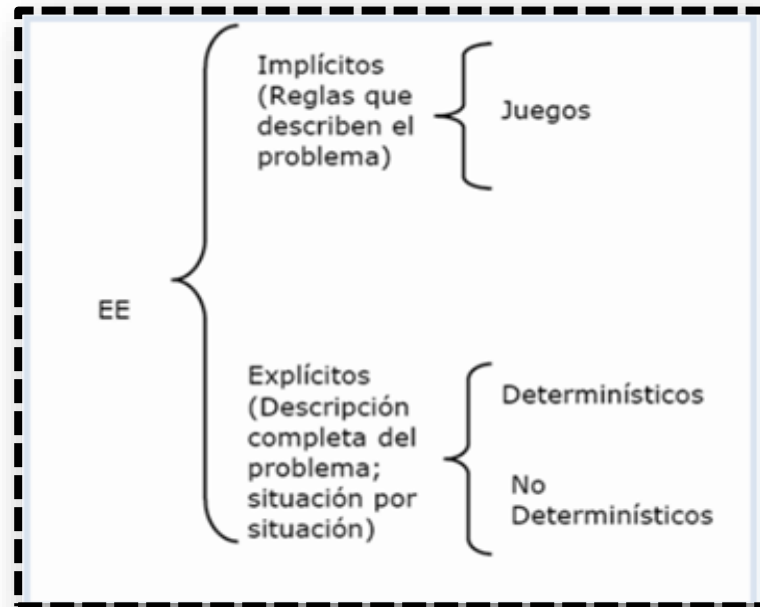 Implícitos
(Reglas que
describen el
problema)
Juegos
EE
Explícitos
(Descripción
completa del
problema;
situación por
situación)
Determinísticos
No
Determinísticos